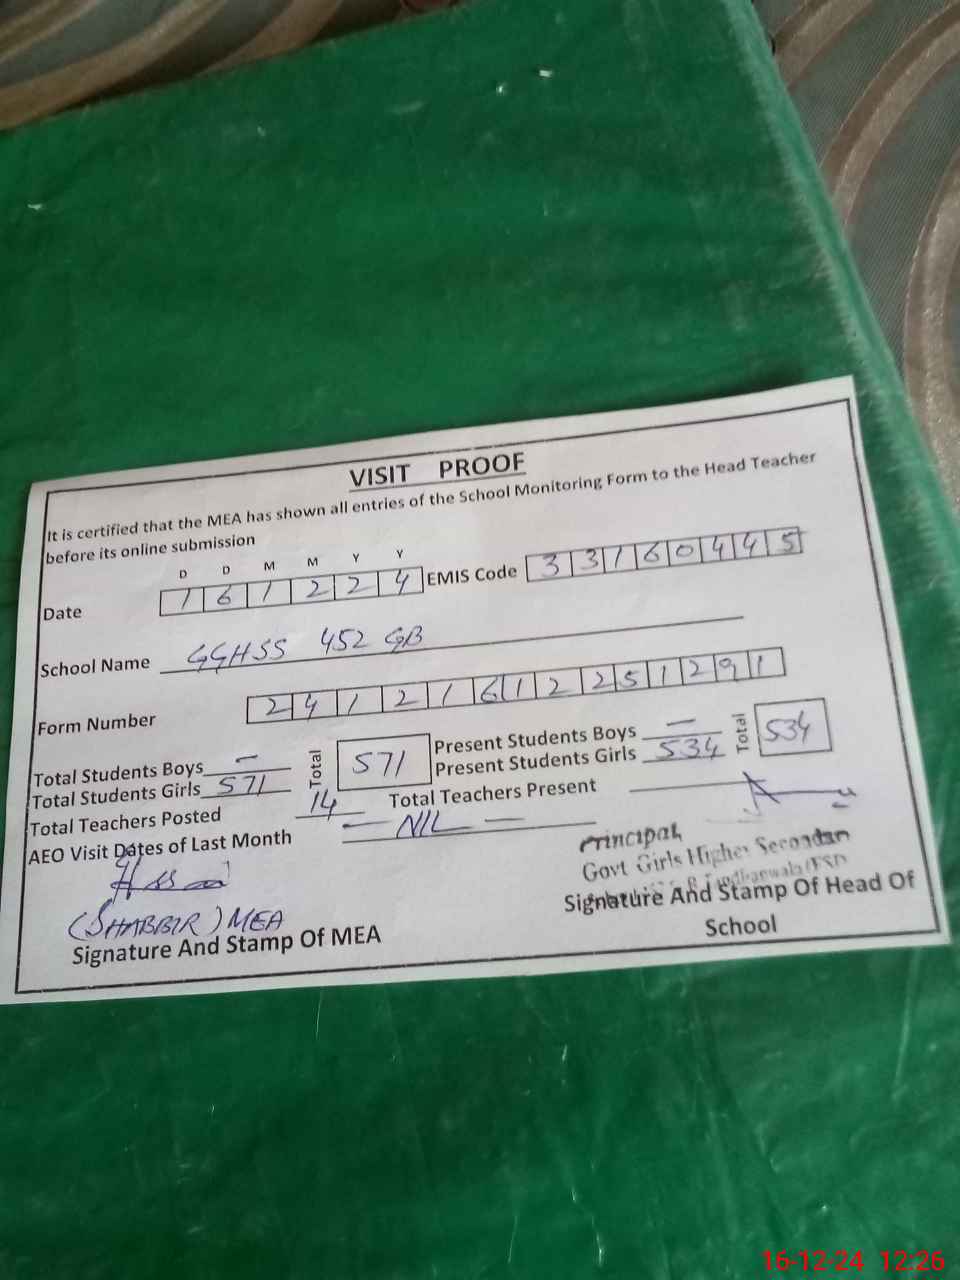 VISIT PROOF
It is certified that the MEA has shown all entries of the School Monitoring Form to the Head Teacher
before its online submission
D D M M Y Y
Date 1 6 1 2 2 4 EMIS Code 3 3 1 6 0 4 4 5
School Name GGHSS 452 GB
Form Number 2 4 1 2 1 6 1 2 2 5 1 2 9 1
Total Students Boys — Total 571 Present Students Boys — Total 534
Total Students Girls 571 Present Students Girls 534
Total Teachers Posted 14 Total Teachers Present
AEO Visit Dates of Last Month — NIL —
Principal
Govt Girls Higher Secondary
(SHABBIR) MEA
Signature And Stamp Of MEA
Signature And Stamp Of Head Of
School
16-12-24 12:26